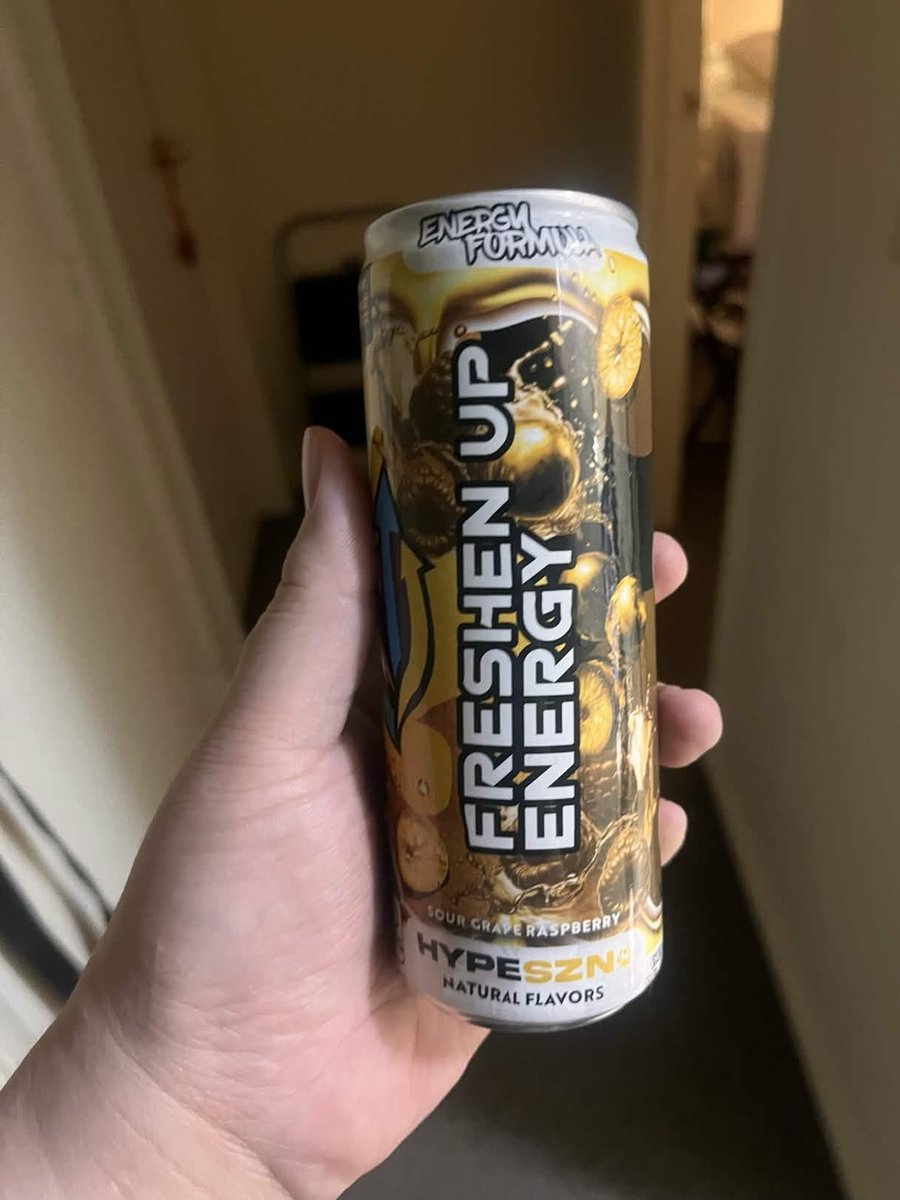 ENERGY
FORMULA
FRESHEN UP
ENERGY
SOUR GRAPE RASPBERRY
HYPESZN
NATURAL FLAVORS